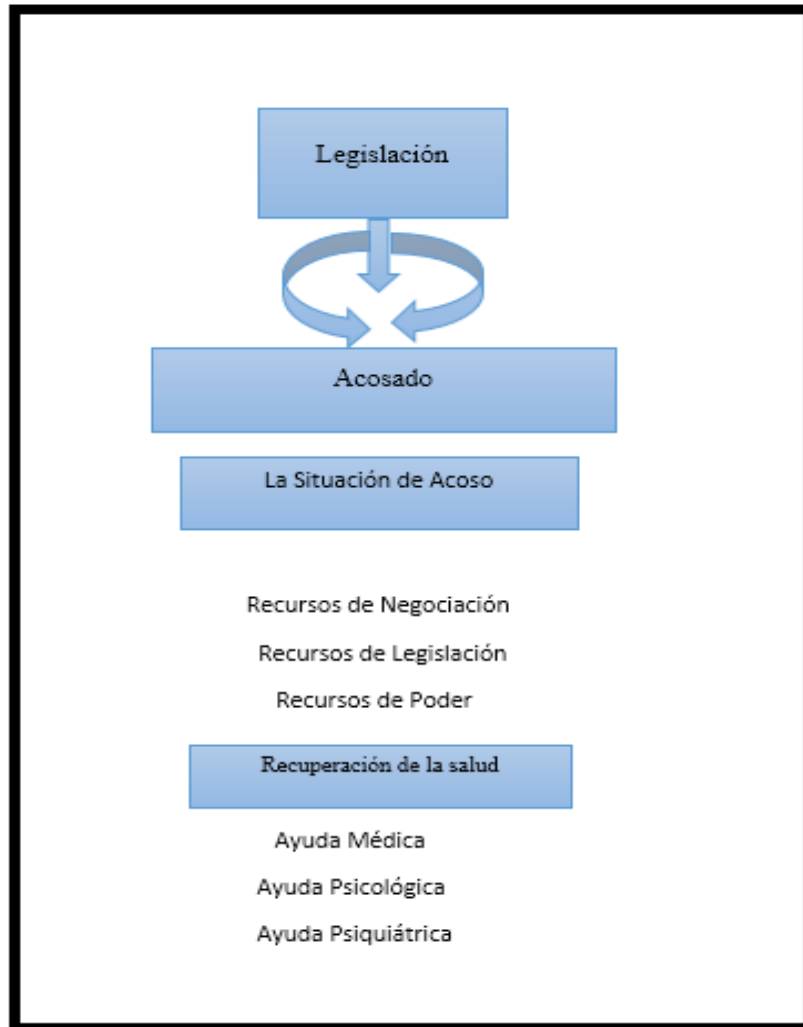 Legislación
Acosado
La Situación de Acoso
Recursos de Negociación
Recursos de Legislación
Recursos de Poder
Recuperación de la salud
Ayuda Médica
Ayuda Psicológica
Ayuda Psiquiátrica